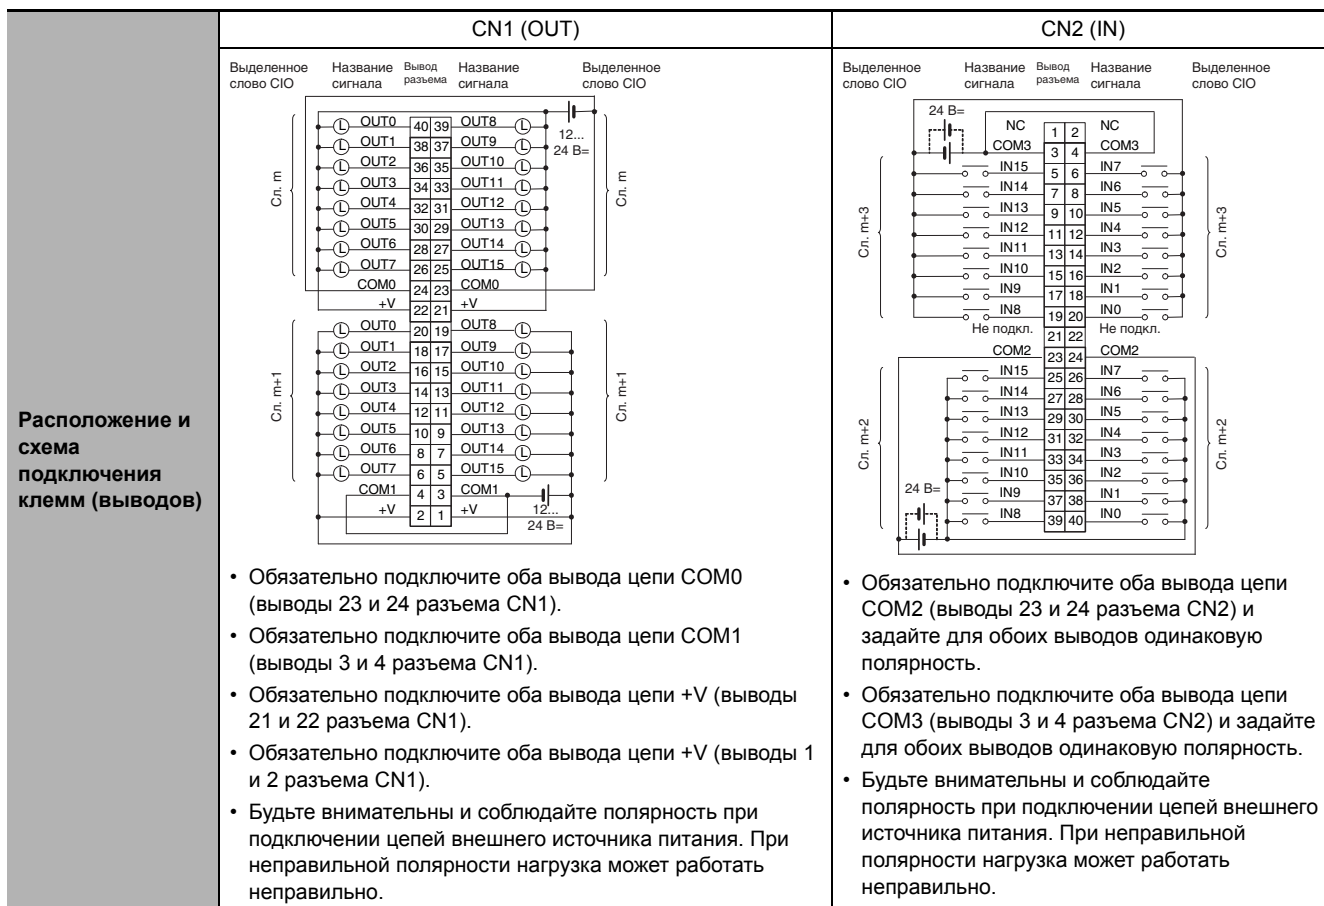 CN1 (OUT)
CN2 (IN)
Расположение и
схема
подключения
клемм (выводов)
Выделенное Название Вывод Название Выделенное
слово CIO сигнала разъема сигнала слово CIO
12...
24 В=
Сл. m
Сл. m
OUT0 40 39 OUT8
OUT1 38 37 OUT9
OUT2 36 35 OUT10
OUT3 34 33 OUT11
OUT4 32 31 OUT12
OUT5 30 29 OUT13
OUT6 28 27 OUT14
OUT7 26 25 OUT15
COM0 24 23 COM0
+V 22 21 +V
Сл. m+1
Сл. m+1
OUT0 20 19 OUT8
OUT1 18 17 OUT9
OUT2 16 15 OUT10
OUT3 14 13 OUT11
OUT4 12 11 OUT12
OUT5 10 9 OUT13
OUT6 8 7 OUT14
OUT7 6 5 OUT15
COM1 4 3 COM1
+V 2 1 +V
12...
24 В=
• Обязательно подключите оба вывода цепи COM0
(выводы 23 и 24 разъема CN1).
• Обязательно подключите оба вывода цепи COM1
(выводы 3 и 4 разъема CN1).
• Обязательно подключите оба вывода цепи +V (выводы
21 и 22 разъема CN1).
• Обязательно подключите оба вывода цепи +V (выводы 1
и 2 разъема CN1).
• Будьте внимательны и соблюдайте полярность при
подключении цепей внешнего источника питания. При
неправильной полярности нагрузка может работать
неправильно.
Выделенное Название Вывод Название Выделенное
слово CIO сигнала разъема сигнала слово CIO
24 В=
NC 1 2 NC
COM3 3 4 COM3
Сл. m+3
Сл. m+3
IN15 5 6 IN7
IN14 7 8 IN6
IN13 9 10 IN5
IN12 11 12 IN4
IN11 13 14 IN3
IN10 15 16 IN2
IN9 17 18 IN1
IN8 19 20 IN0
Не подкл. 21 22 Не подкл.
COM2 23 24 COM2
Сл. m+2
Сл. m+2
IN15 25 26 IN7
IN14 27 28 IN6
IN13 29 30 IN5
IN12 31 32 IN4
IN11 33 34 IN3
IN10 35 36 IN2
IN9 37 38 IN1
IN8 39 40 IN0
24 В=
• Обязательно подключите оба вывода цепи
COM2 (выводы 23 и 24 разъема CN2) и
задайте для обоих выводов одинаковую
полярность.
• Обязательно подключите оба вывода цепи
COM3 (выводы 3 и 4 разъема CN2) и задайте
для обоих выводов одинаковую полярность.
• Будьте внимательны и соблюдайте
полярность при подключении цепей внешнего
источника питания. При неправильной
полярности нагрузка может работать
неправильно.